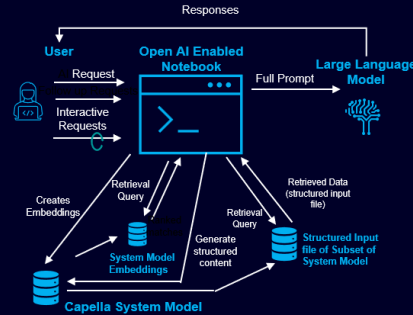 Responses
User
Open AI Enabled
Notebook
Large Language
Model
Request
Full Prompt
Interactive
Requests
Creates
Embeddings
Retrieval
Query
Retrieved Data
(structured input
file)
Retrieval
Query
System Model
Embeddings
Generate
structured
content
Structured Input
file of Subset of
System Model
Capella System Model